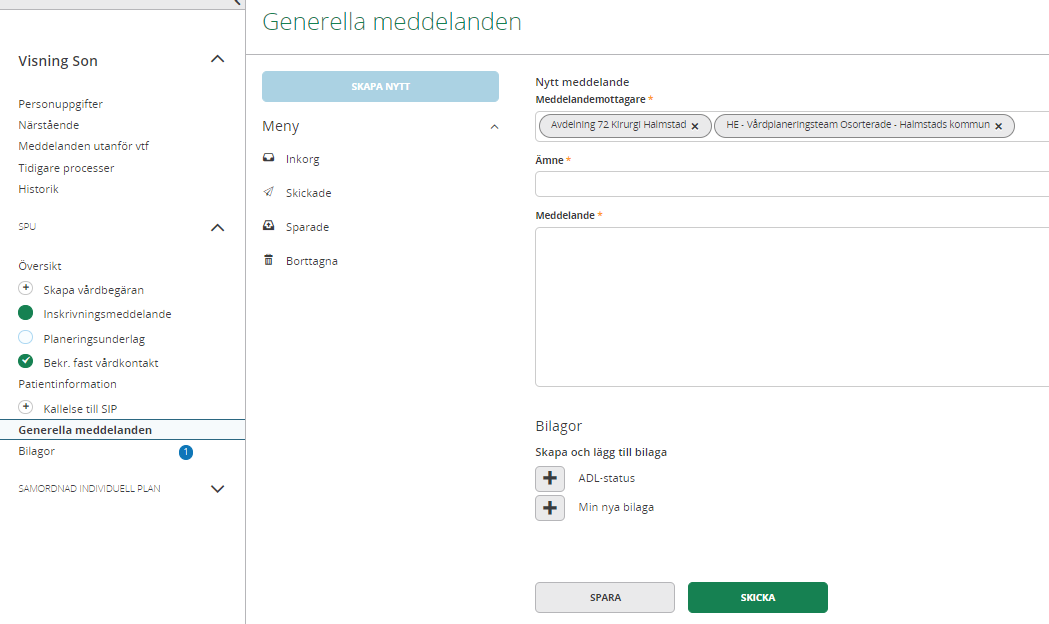 Generella meddelanden
Visning Son
Personuppgifter
Närstående
Meddelanden utanför vtf
Tidigare processer
Historik
SPU
Översikt
Skapa vårdbegäran
Inskrivningsmeddelande
Planeringsunderlag
Bekr. fast vårdkontakt
Patientinformation
Kallelse till SIP
Generella meddelanden
Bilagor 1
SAMORDNAD INDIVIDUELL PLAN
SKAPA NYTT
Meny
Inkorg
Skickade
Sparade
Borttagna
Nytt meddelande
Meddelandemottagare *
Avdelning 72 Kirurgi Halmstad × HE - Vårdplaneringsteam Osorterade - Halmstads kommun ×
Ämne *
Meddelande *
Bilagor
Skapa och lägg till bilaga
ADL-status
Min nya bilaga
SPARA SKICKA